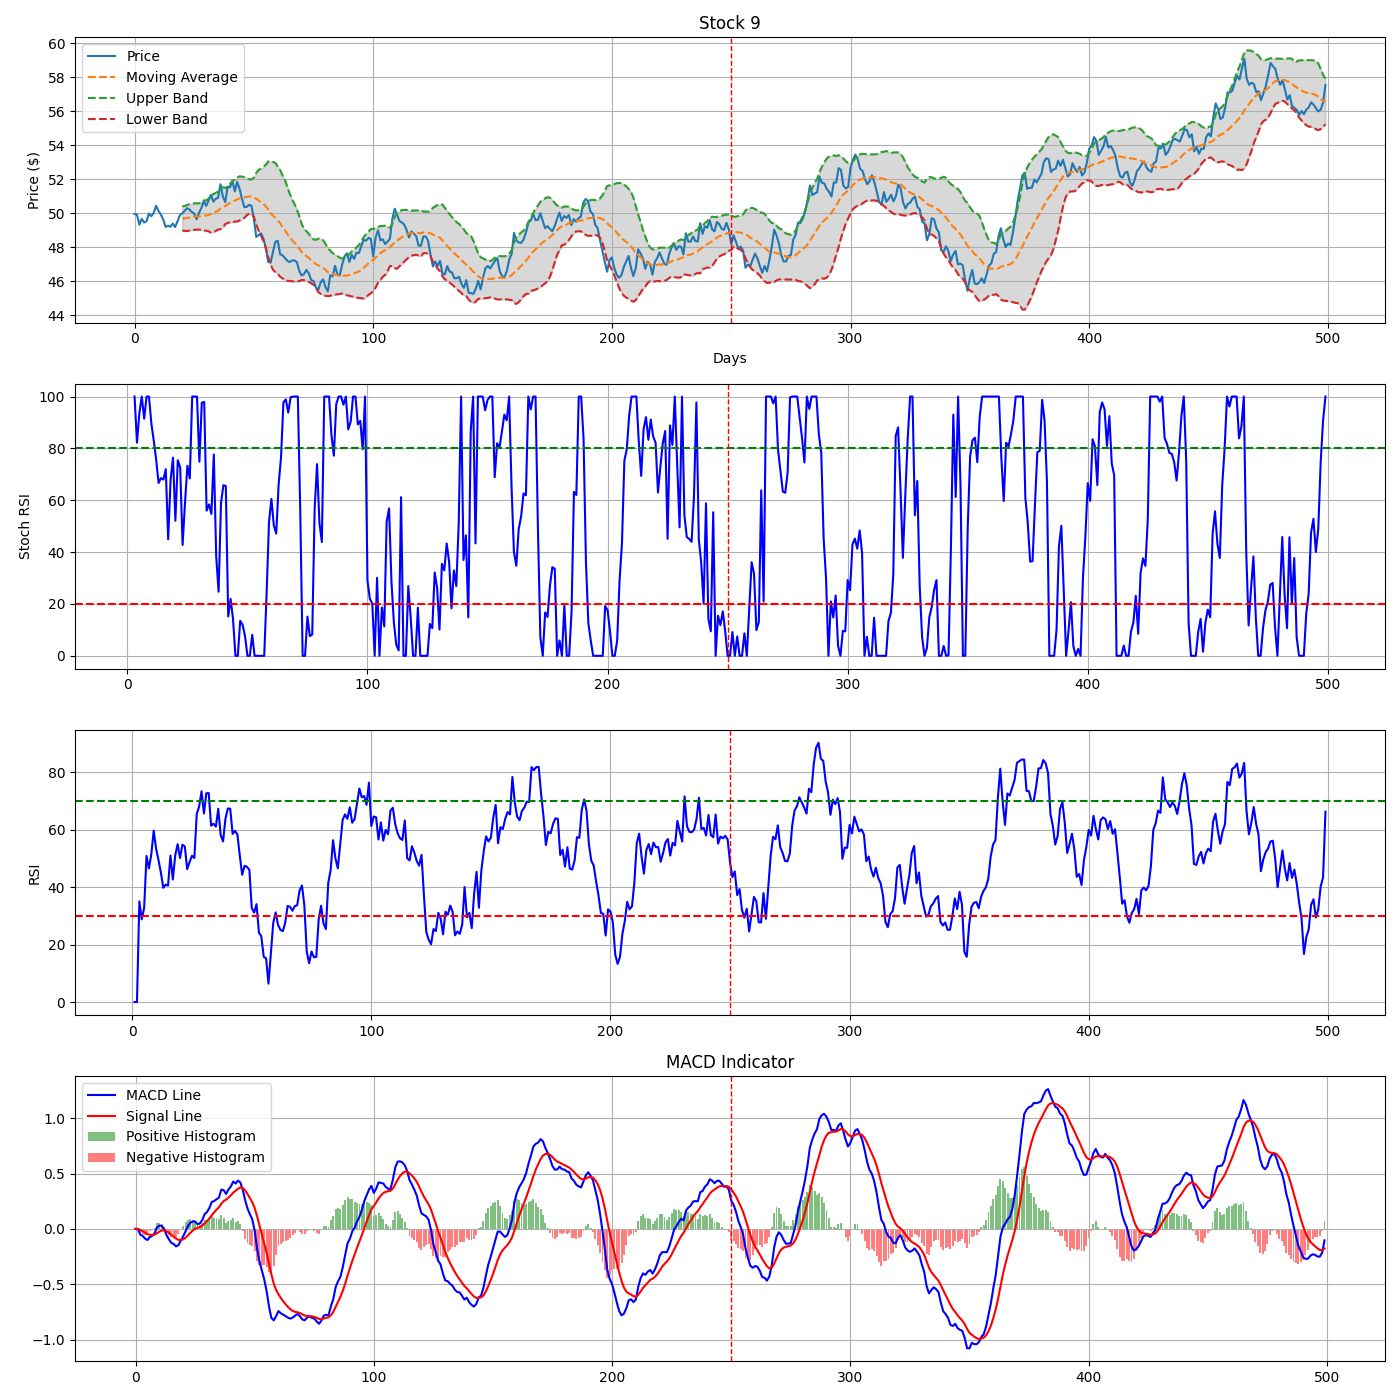 Stock 9
60
58
56
54
52
50
48
46
44
Price ($)
Price
Moving Average
Upper Band
Lower Band
0 100 200 300 400 500
Days
100
80
60
40
20
0
Stoch RSI
0 100 200 300 400 500
80
60
40
20
0
RSI
0 100 200 300 400 500
MACD Indicator
1.0
0.5
0.0
−0.5
−1.0
MACD Line
Signal Line
Positive Histogram
Negative Histogram
0 100 200 300 400 500